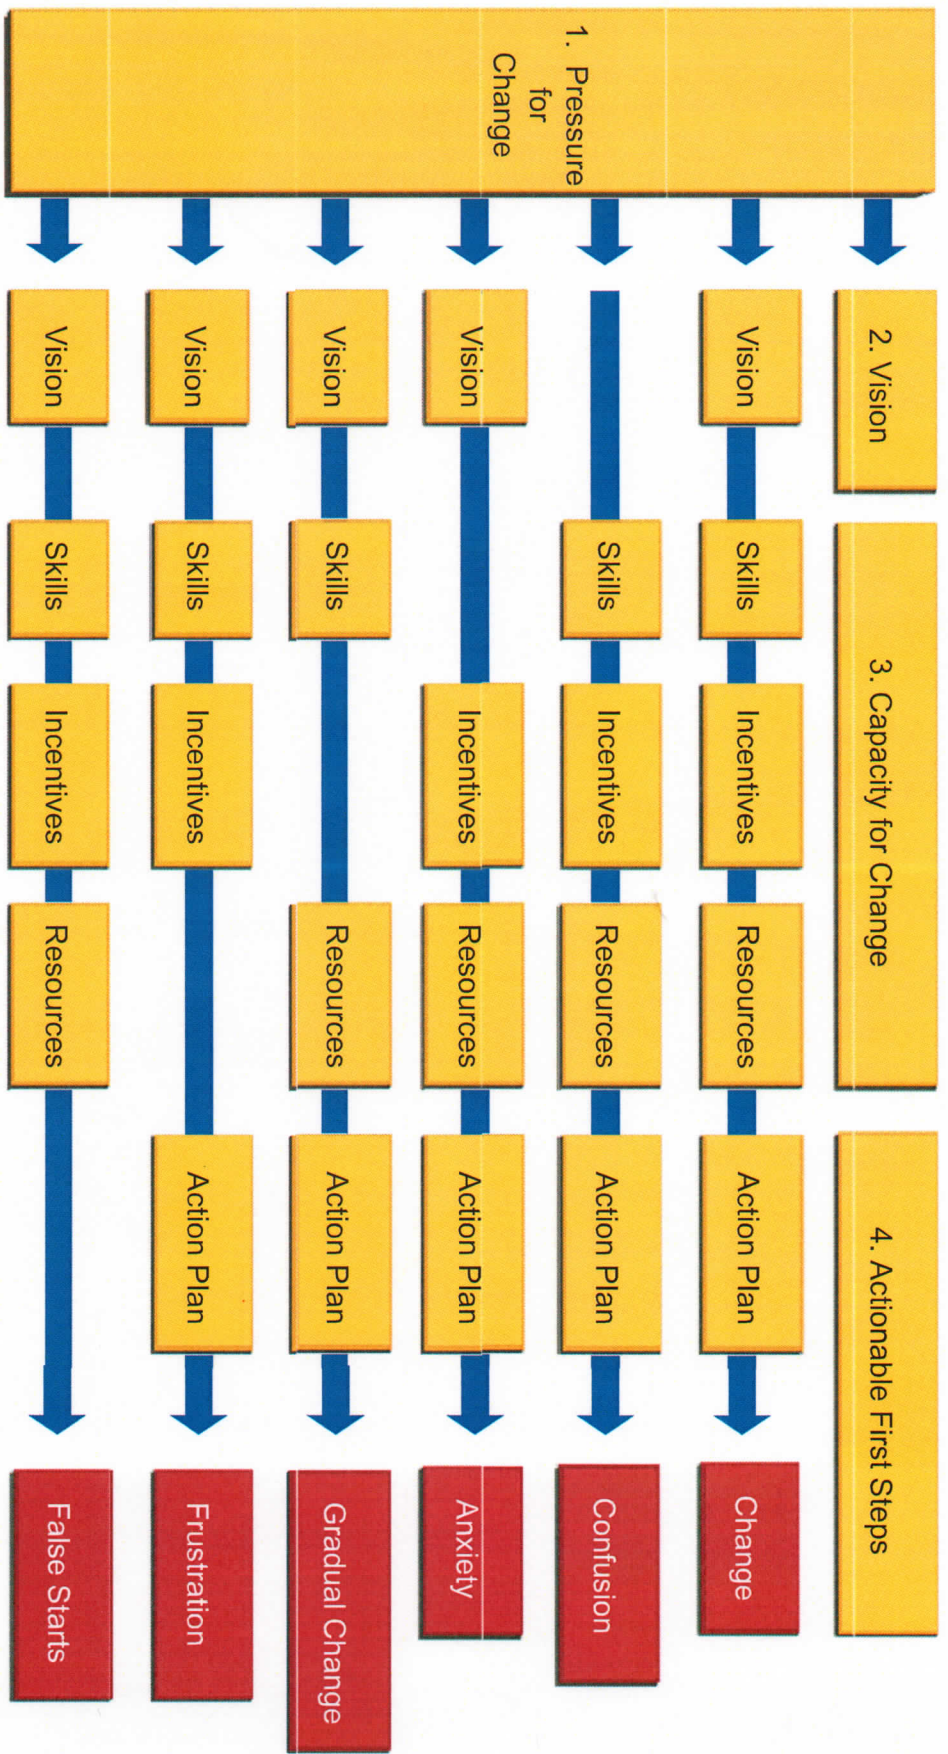 1. Pressure
for
Change
2. Vision
3. Capacity for Change
4. Actionable First Steps
Vision
Skills
Incentives
Resources
Action Plan
Change
Skills
Incentives
Resources
Action Plan
Confusion
Vision
Incentives
Resources
Action Plan
Anxiety
Vision
Skills
Resources
Action Plan
Gradual Change
Vision
Skills
Incentives
Action Plan
Frustration
Vision
Skills
Incentives
Resources
False Starts